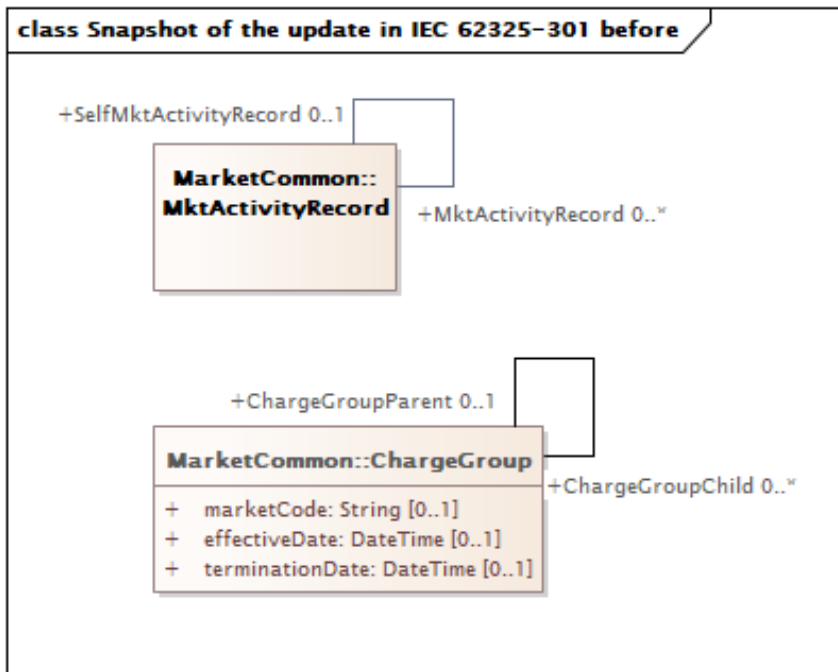 class Snapshot of the update in IEC 62325-301 before
+SelfMktActivityRecord 0..1
MarketCommon::
MktActivityRecord
+MktActivityRecord 0..*
+ChargeGroupParent 0..1
MarketCommon::ChargeGroup
+ChargeGroupChild 0..*
+ marketCode: String [0..1]
+ effectiveDate: DateTime [0..1]
+ terminationDate: DateTime [0..1]